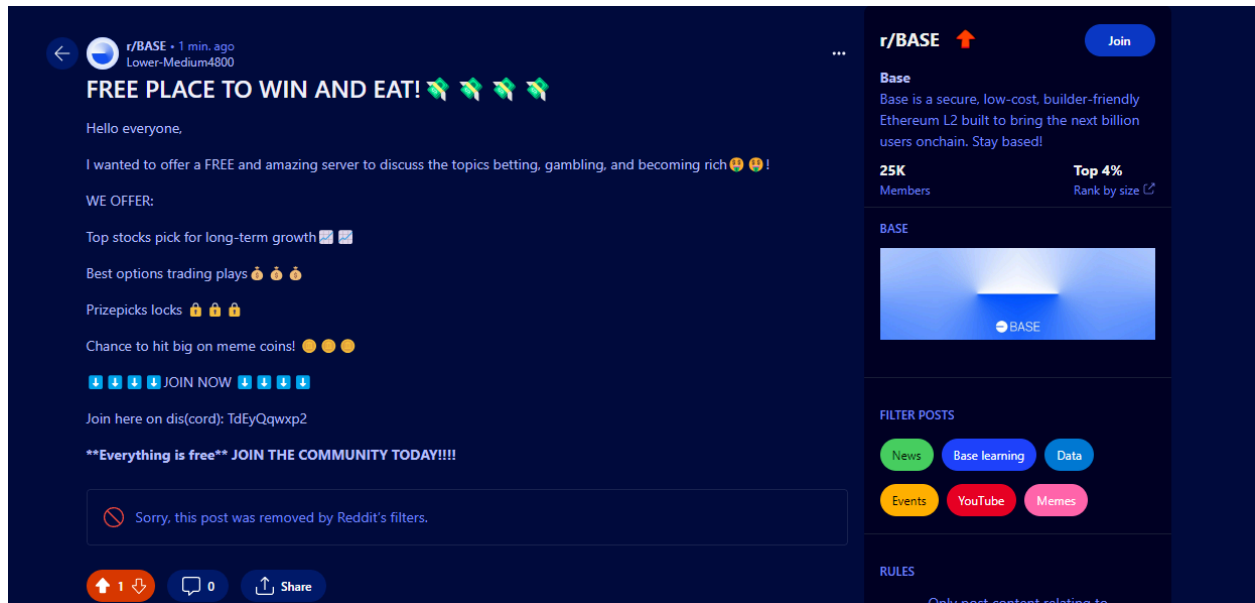 r/BASE • 1 min. ago
Lower-Medium4800
FREE PLACE TO WIN AND EAT!💸 💸 💸 💸
Hello everyone,
I wanted to offer a FREE and amazing server to discuss the topics betting, gambling, and becoming rich🤑 🤑!
WE OFFER:
Top stocks pick for long-term growth📈 📈
Best options trading plays💰 💰 💰
Prizepicks locks 🔒 🔒 🔒
Chance to hit big on meme coins! 🪙 🪙 🪙
⬇️ ⬇️ ⬇️ ⬇️JOIN NOW ⬇️ ⬇️ ⬇️ ⬇️
Join here on dis(cord): TdEyQqwxp2
**Everything is free** JOIN THE COMMUNITY TODAY!!!!
Sorry, this post was removed by Reddit's filters.
1
0
Share
r/BASE
Join
Base
Base is a secure, low-cost, builder-friendly
Ethereum L2 built to bring the next billion
users onchain. Stay based!
25K
Members
Top 4%
Rank by size
BASE
BASE
FILTER POSTS
News
Base learning
Data
Events
YouTube
Memes
RULES
Only post content relating to